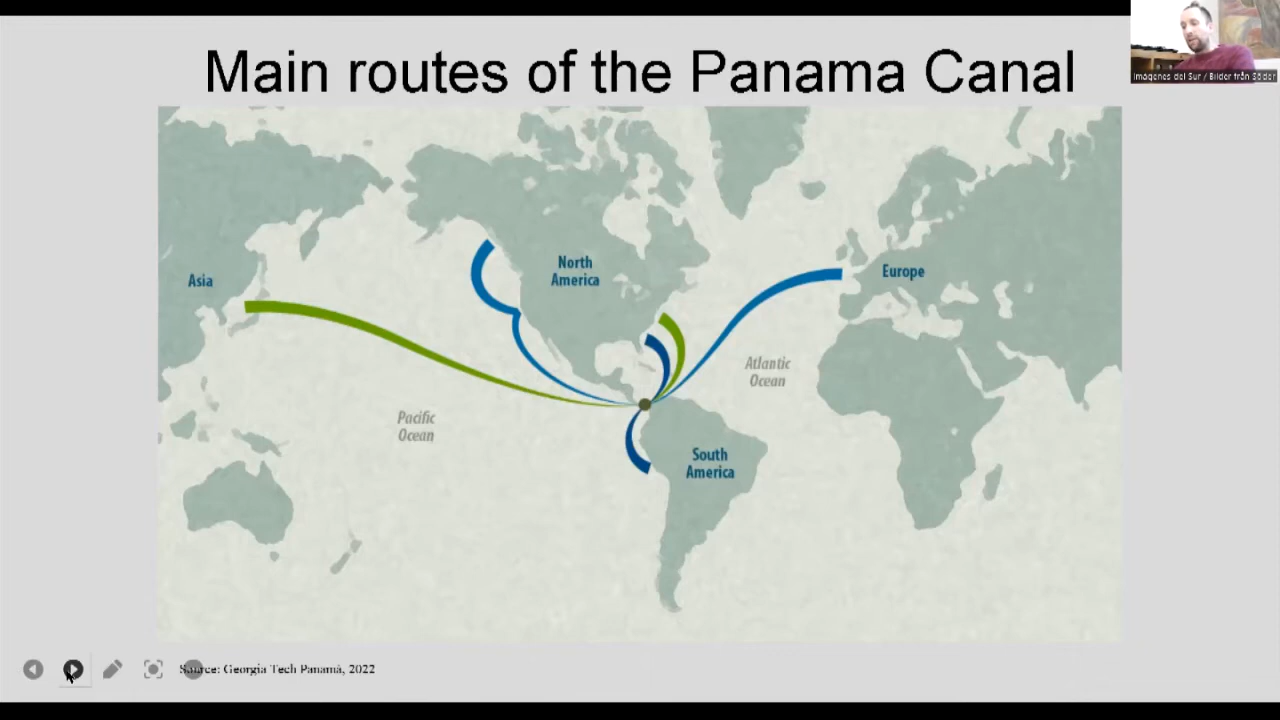 Main routes of the Panama Canal
Imagenes del Sur / Bilder från Söder
Asia
North
America
Europe
Atlantic
Ocean
Pacific
Ocean
South
America
Source: Georgia Tech Panamá, 2022